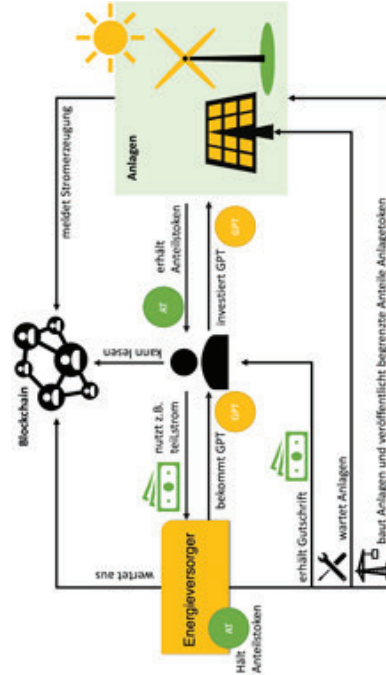 Blockchain
meldet Stromerzeugung
wertet aus
kann lesen
Anlagen
erhält
Anteilstoken
AT
nutzt z.B.
teilstrom
investiert GPT
GPT
bekommt GPT
GPT
Energieversorger
AT
Hält
Anteilstoken
erhält Gutschrift
wartet Anlagen
baut Anlagen und veröffentlicht begrenzte Anteile Anlagetoken